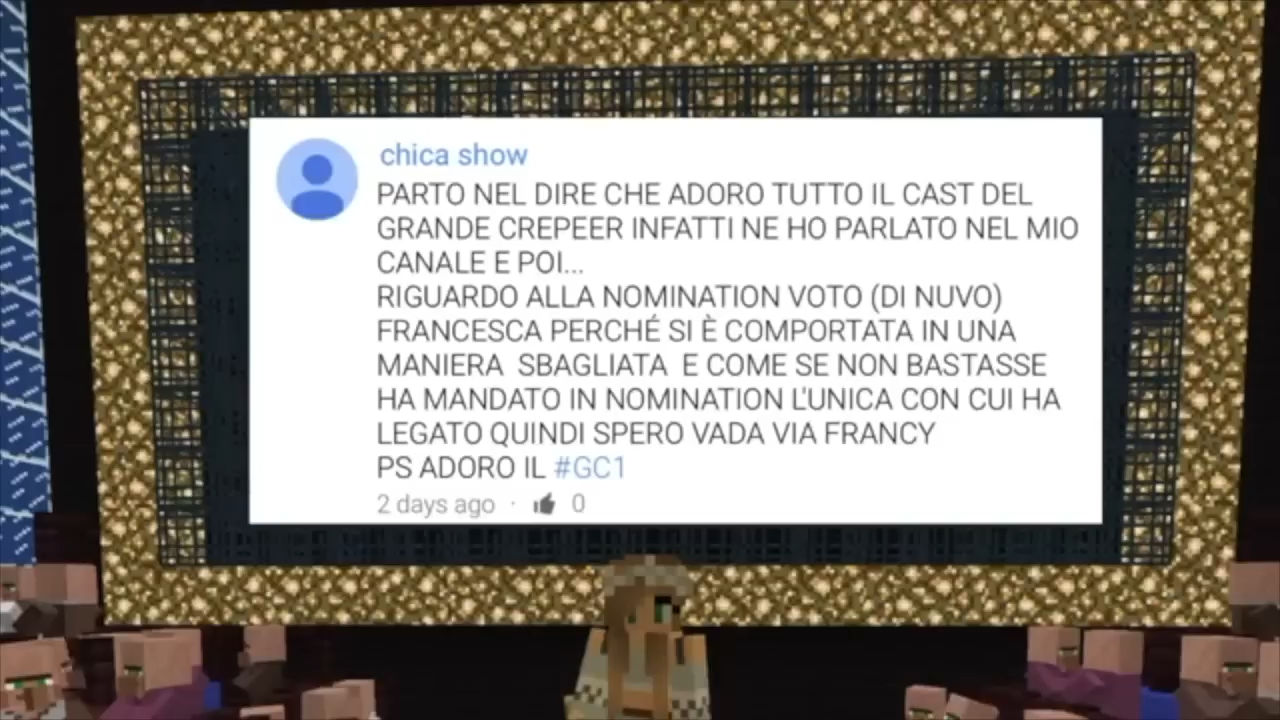 chica show
PARTO NEL DIRE CHE ADORO TUTTO IL CAST DEL
GRANDE CREPEER INFATTI NE HO PARLATO NEL MIO
CANALE E POI...
RIGUARDO ALLA NOMINATION VOTO (DI NUVO)
FRANCESCA PERCHÉ SI È COMPORTATA IN UNA
MANIERA  SBAGLIATA  E COME SE NON BASTASSE
HA MANDATO IN NOMINATION L'UNICA CON CUI HA
LEGATO QUINDI SPERO VADA VIA FRANCY
PS ADORO IL #GC1
2 days ago · 0